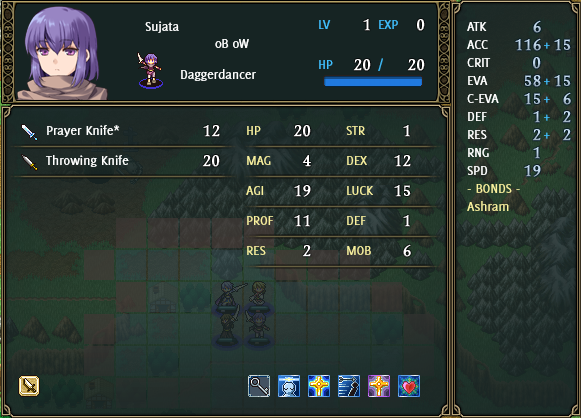 Sujata
oB oW
Daggerdancer
LV 1 EXP 0
HP 20 / 20
Prayer Knife* 12
Throwing Knife 20
HP 20 STR 1
MAG 4 DEX 12
AGI 19 LUCK 15
PROF 11 DEF 1
RES 2 MOB 6
ATK 6
ACC 116 + 15
CRIT 0
EVA 58 + 15
C-EVA 15 + 6
DEF 1 + 2
RES 2 + 2
RNG 1
SPD 19
- BONDS -
Ashram